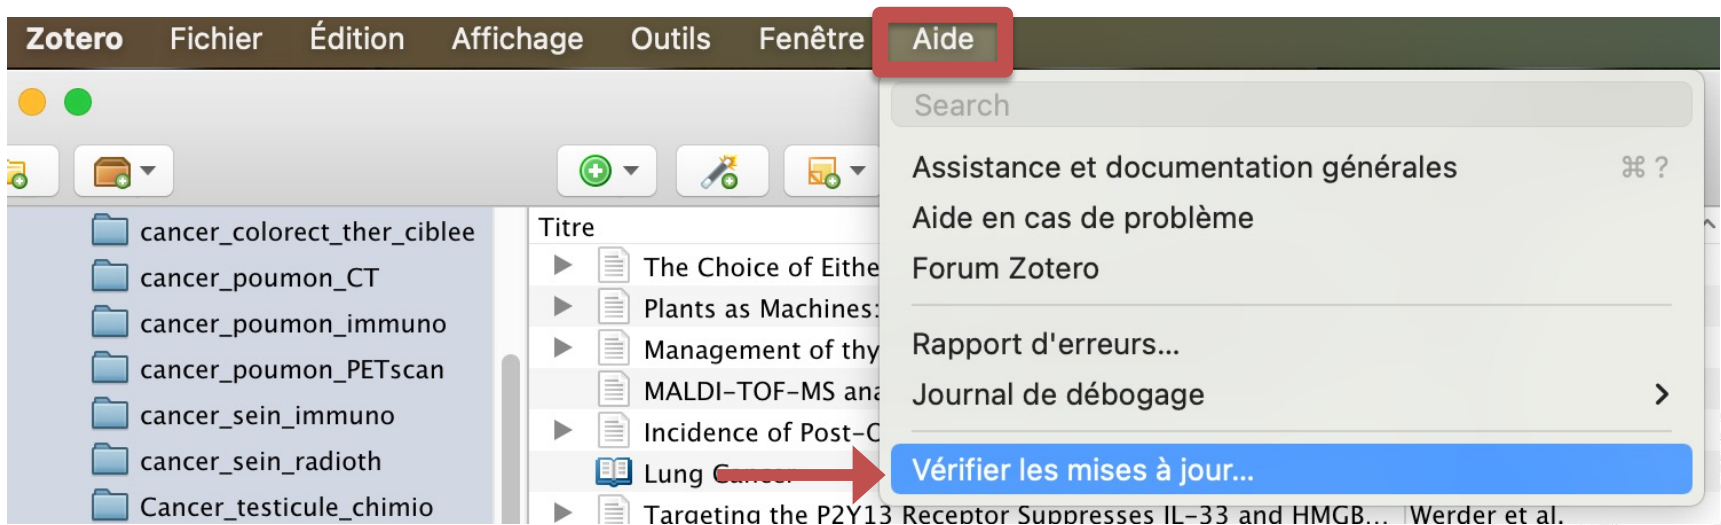 Zotero Fichier Édition Affichage Outils Fenêtre Aide
Search
Assistance et documentation générales ⌘ ?
Aide en cas de problème
Forum Zotero
Rapport d'erreurs...
Journal de débogage
Vérifier les mises à jour...
cancer_colorect_ther_ciblee
cancer_poumon_CT
cancer_poumon_immuno
cancer_poumon_PETscan
cancer_sein_immuno
cancer_sein_radioth
Cancer_testicule_chimio
Titre
The Choice of Eithe
Plants as Machines:
Management of thy
MALDI-TOF-MS ana
Incidence of Post-C
Lung Cancer
Targeting the P2Y13 Receptor Suppresses IL-33 and HMGB... Werder et al.